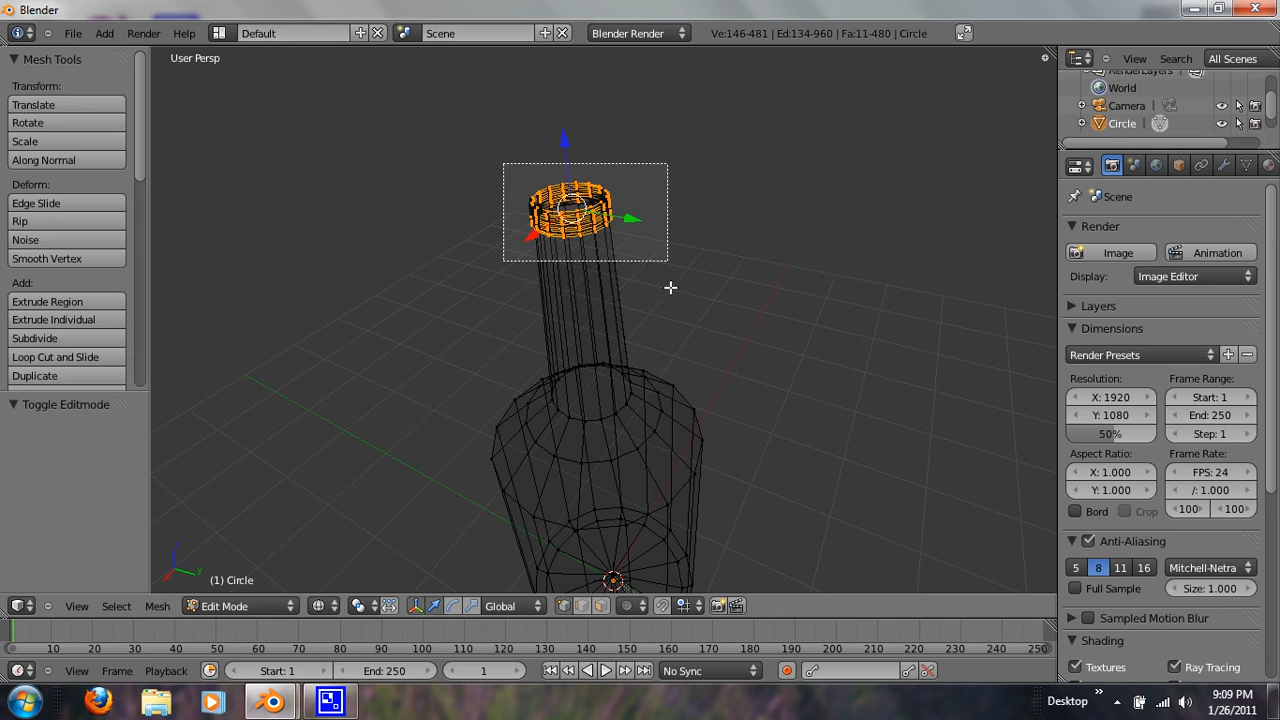 Blender
File Add Render Help Default Scene Blender Render Ve:146-481 | Ed:134-960 | Fa:11-480 | Circle
Mesh Tools
Transform:
Translate
Rotate
Scale
Along Normal
Deform:
Edge Slide
Rip
Noise
Smooth Vertex
Add:
Extrude Region
Extrude Individual
Subdivide
Loop Cut and Slide
Duplicate
Toggle Editmode
User Persp
z
y
(1) Circle
View Search All Scenes
RenderLayers
World
Camera
Circle
Scene
Render
Image Animation
Display: Image Editor
Layers
Dimensions
Render Presets
Resolution: Frame Range:
X: 1920 Start: 1
Y: 1080 End: 250
50% Step: 1
Aspect Ratio: Frame Rate:
X: 1.000 FPS: 24
Y: 1.000 /: 1.000
Bord Crop 100 100
Anti-Aliasing
5 8 11 16 Mitchell-Netra
Full Sample Size: 1.000
Sampled Motion Blur
Shading
Textures Ray Tracing
View Select Mesh Edit Mode Global
10 20 30 40 50 60 70 80 90 100 110 120 130 140 150 160 170 180 190 200 210 220 230 240 250
View Frame Playback Start: 1 End: 250 1 No Sync
Desktop » 9:09 PM
1/26/2011